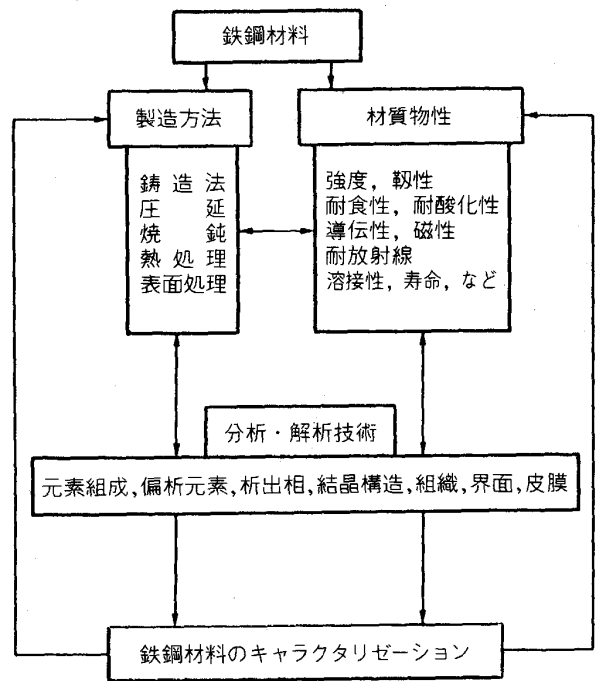 鉄鋼材料
製造方法
鋳造法
圧延
焼鈍
熱処理
表面処理
材質物性
強度, 靱性
耐食性, 耐酸化性
導伝性, 磁性
耐放射線
溶接性, 寿命, など
分析・解析技術
元素組成, 偏析元素, 析出相, 結晶構造, 組織, 界面, 皮膜
鉄鋼材料のキャラクタリゼーション